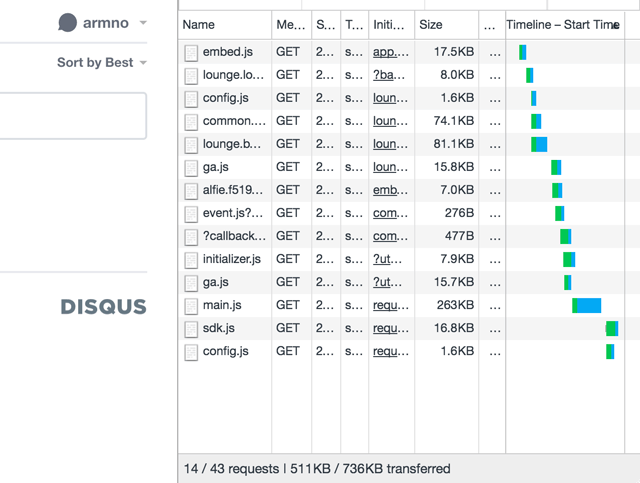 armno
Sort by Best
DISQUS
Name Me... S... T... Initi... Size ... Timeline – Start Time
embed.js GET 2... s... app.... 17.5KB ...
lounge.lo... GET 2... s... ?ba... 8.0KB ...
config.js GET 2... s... loun... 1.6KB ...
common.... GET 2... s... loun... 74.1KB ...
lounge.b... GET 2... s... loun... 81.1KB ...
ga.js GET 2... s... loun... 15.8KB ...
alfie.f519... GET 2... s... emb... 7.0KB ...
event.js?... GET 2... s... com... 276B ...
?callback... GET 2... s... com... 477B ...
initializer.js GET 2... s... ?ut... 7.9KB ...
ga.js GET 2... s... ?ut... 15.7KB ...
main.js GET 2... s... requ... 263KB ...
sdk.js GET 2... s... requ... 16.8KB ...
config.js GET 2... s... requ... 1.6KB ...
14 / 43 requests | 511KB / 736KB transferred